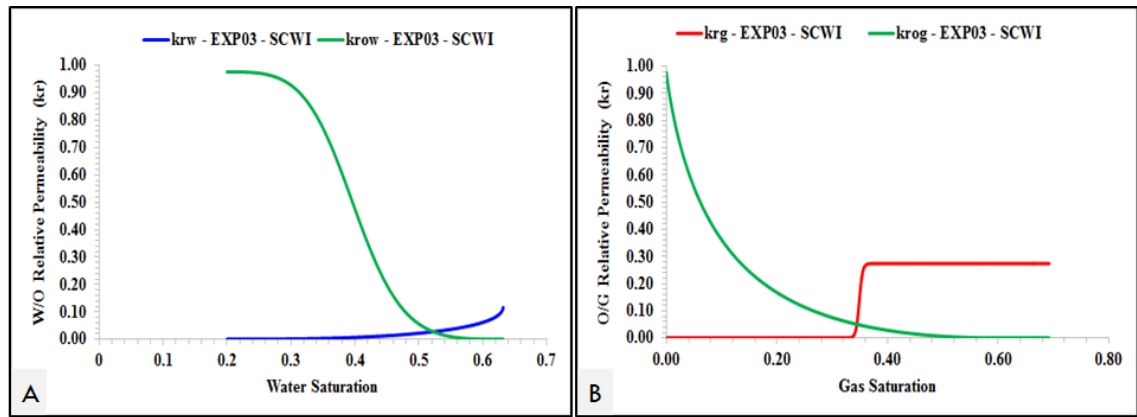 krw - EXP03 - SCWI krow - EXP03 - SCWI
W/O Relative Permeability (kr)
1.00
0.90
0.80
0.70
0.60
0.50
0.40
0.30
0.20
0.10
0.00
0 0.1 0.2 0.3 0.4 0.5 0.6 0.7
Water Saturation
A
krg - EXP03 - SCWI krog - EXP03 - SCWI
O/G Relative Permeability (kr)
1.00
0.90
0.80
0.70
0.60
0.50
0.40
0.30
0.20
0.10
0.00
0.00 0.20 0.40 0.60 0.80
Gas Saturation
B